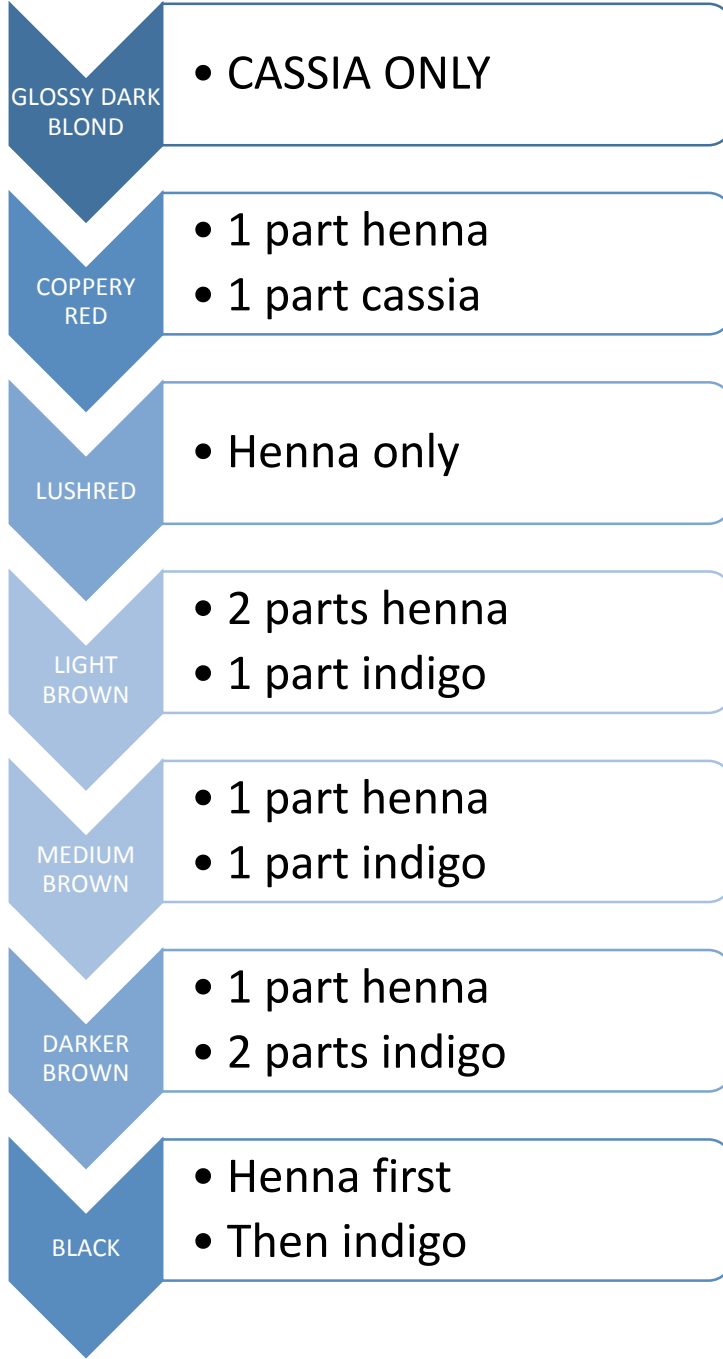 GLOSSY DARK
BLOND
• CASSIA ONLY
COPPERY
RED
• 1 part henna
• 1 part cassia
LUSHRED
• Henna only
LIGHT
BROWN
• 2 parts henna
• 1 part indigo
MEDIUM
BROWN
• 1 part henna
• 1 part indigo
DARKER
BROWN
• 1 part henna
• 2 parts indigo
BLACK
• Henna first
• Then indigo